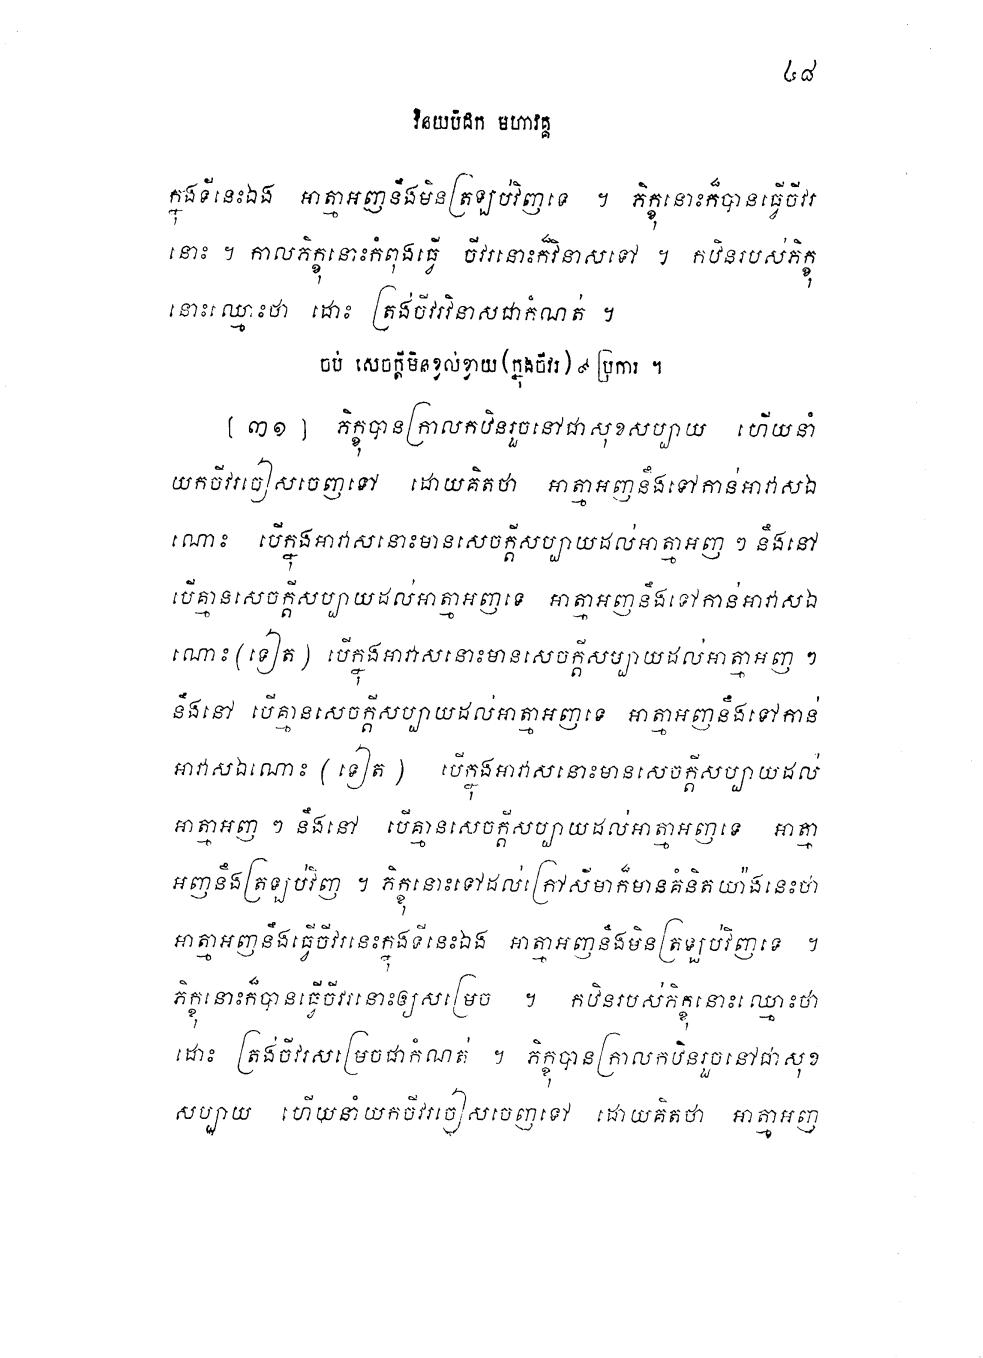 ៤៨
វិនយបិដក មហាវគ្គ
ក្នុងទីនេះឯង អាត្មាអញនឹងមិនត្រឡប់វិញទេ ។ ភិក្ខុនោះក៏បានធ្វើចីវរ
នោះ ។ កាលភិក្ខុនោះកំពុងធ្វើ ចីវរនោះក៏វិនាសទៅ ។ កឋិនរបស់ភិក្ខុ
នោះឈ្មោះថា ដោះ ត្រង់ចីវរវិនាសជាកំណត់ ។
ចប់ សេចក្តីមិនខ្វល់ខ្វាយ(ក្នុងចីវរ) ៩ ប្រការ ។
[ ៣១ ] ភិក្ខុបានក្រាលកឋិនរួចនៅជាសុខសប្បាយ ហើយនាំ
យកចីវរចៀសចេញទៅ ដោយគិតថា អាត្មាអញនឹងទៅកាន់អាវាសឯ
ណោះ បើក្នុងអាវាសនោះមានសេចក្តីសប្បាយដល់អាត្មាអញ ៗ នឹងនៅ
បើគ្មានសេចក្តីសប្បាយដល់អាត្មាអញទេ អាត្មាអញនឹងទៅកាន់អាវាសឯ
ណោះ (ទៀត) បើក្នុងអាវាសនោះមានសេចក្តីសប្បាយដល់អាត្មាអញ ៗ
នឹងនៅ បើគ្មានសេចក្តីសប្បាយដល់អាត្មាអញទេ អាត្មាអញនឹងទៅកាន់
អាវាសឯណោះ (ទៀត) បើក្នុងអាវាសនោះមានសេចក្តីសប្បាយដល់
អាត្មាអញ ៗ នឹងនៅ បើគ្មានសេចក្តីសប្បាយដល់អាត្មាអញទេ អាត្មា
អញនឹងត្រឡប់វិញ ។ ភិក្ខុនោះទៅដល់ក្រៅសីមាក៏មានគំនិតយ៉ាងនេះថា
អាត្មាអញនឹងធ្វើចីវរនេះក្នុងទីនេះឯង អាត្មាអញនឹងមិនត្រឡប់វិញទេ ។
ភិក្ខុនោះក៏បានធ្វើចីវរនោះឲ្យសម្រេច ។ កឋិនរបស់ភិក្ខុនោះឈ្មោះថា
ដោះ ត្រង់ចីវរសម្រេចជាកំណត់ ។ ភិក្ខុបានក្រាលកឋិនរួចនៅជាសុខ
សប្បាយ ហើយនាំយកចីវរចៀសចេញទៅ ដោយគិតថា អាត្មាអញ